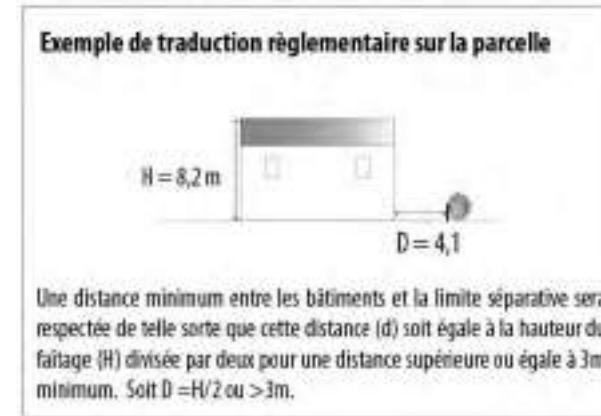 Exemple de traduction règlementaire sur la parcelle
H = 8,2 m
D = 4,1
Une distance minimum entre les bâtiments et la limite séparative sera
respectée de telle sorte que cette distance (d) soit égale à la hauteur du
faîtage (H) divisée par deux pour une distance supérieure ou égale à 3m
minimum. Soit D =H/2 ou >3m.